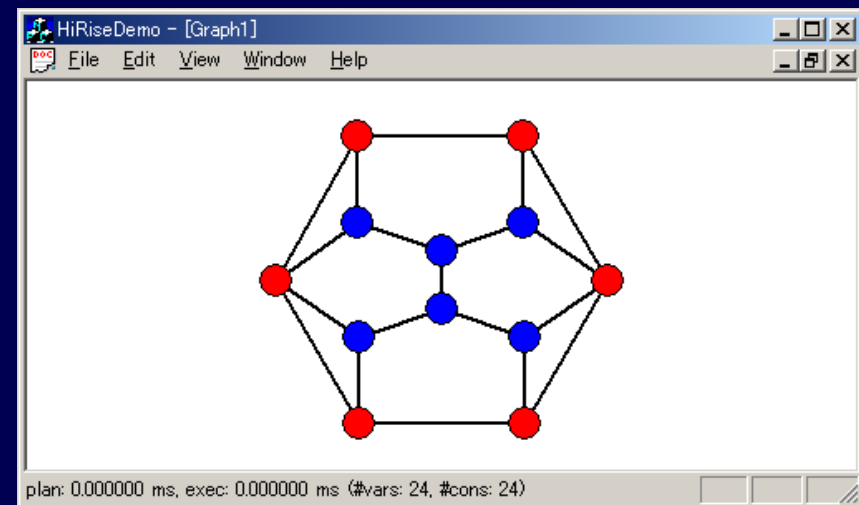 HiRiseDemo - [Graph1]
DOC File Edit View Window Help
plan: 0.000000 ms, exec: 0.000000 ms (#vars: 24, #cons: 24)